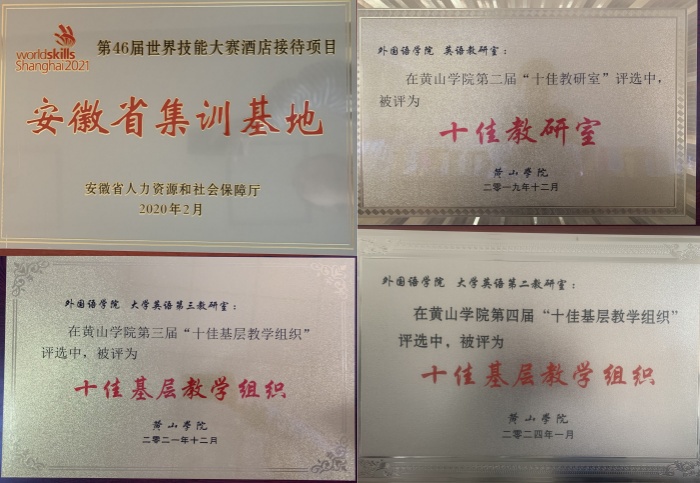 worldskills
Shanghai2021
第46届世界技能大赛酒店接待项目
安徽省集训基地
安徽省人力资源和社会保障厅
2020年2月
外国语学院 英语教研室：
在黄山学院第二届“十佳教研室”评选中，
被评为
十佳教研室
黄山学院
二零一九年十二月
外国语学院 大学英语第三教研室：
在黄山学院第三届“十佳基层教学组织”
评选中，被评为
十佳基层教学组织
黄山学院
二零二一年十二月
外国语学院 大学英语第二教研室：
在黄山学院第四届“十佳基层教学组织”
评选中，被评为
十佳基层教学组织
黄山学院
二零二四年一月